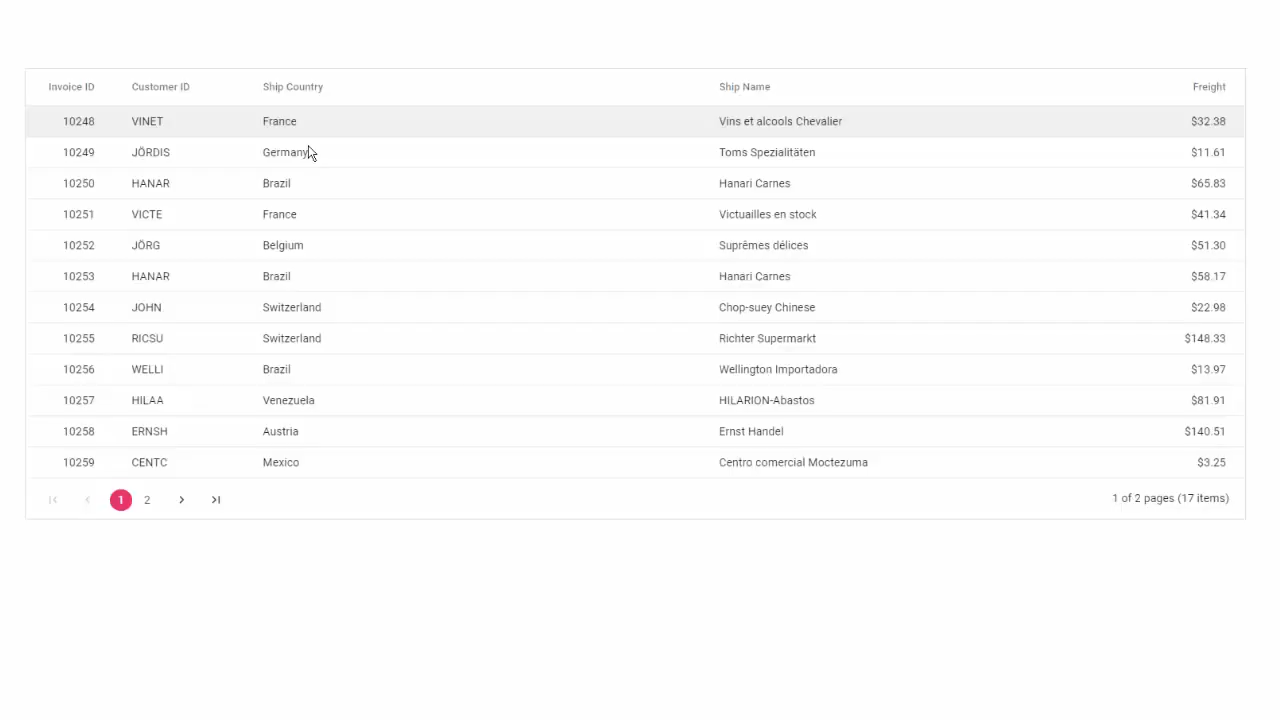 Invoice ID Customer ID Ship Country Ship Name Freight
10248 VINET France Vins et alcools Chevalier $32.38
10249 JÖRDIS Germany Toms Spezialitäten $11.61
10250 HANAR Brazil Hanari Carnes $65.83
10251 VICTE France Victuailles en stock $41.34
10252 JÖRG Belgium Suprêmes délices $51.30
10253 HANAR Brazil Hanari Carnes $58.17
10254 JOHN Switzerland Chop-suey Chinese $22.98
10255 RICSU Switzerland Richter Supermarkt $148.33
10256 WELLI Brazil Wellington Importadora $13.97
10257 HILAA Venezuela HILARION-Abastos $81.91
10258 ERNSH Austria Ernst Handel $140.51
10259 CENTC Mexico Centro comercial Moctezuma $3.25
1 2 1 of 2 pages (17 items)